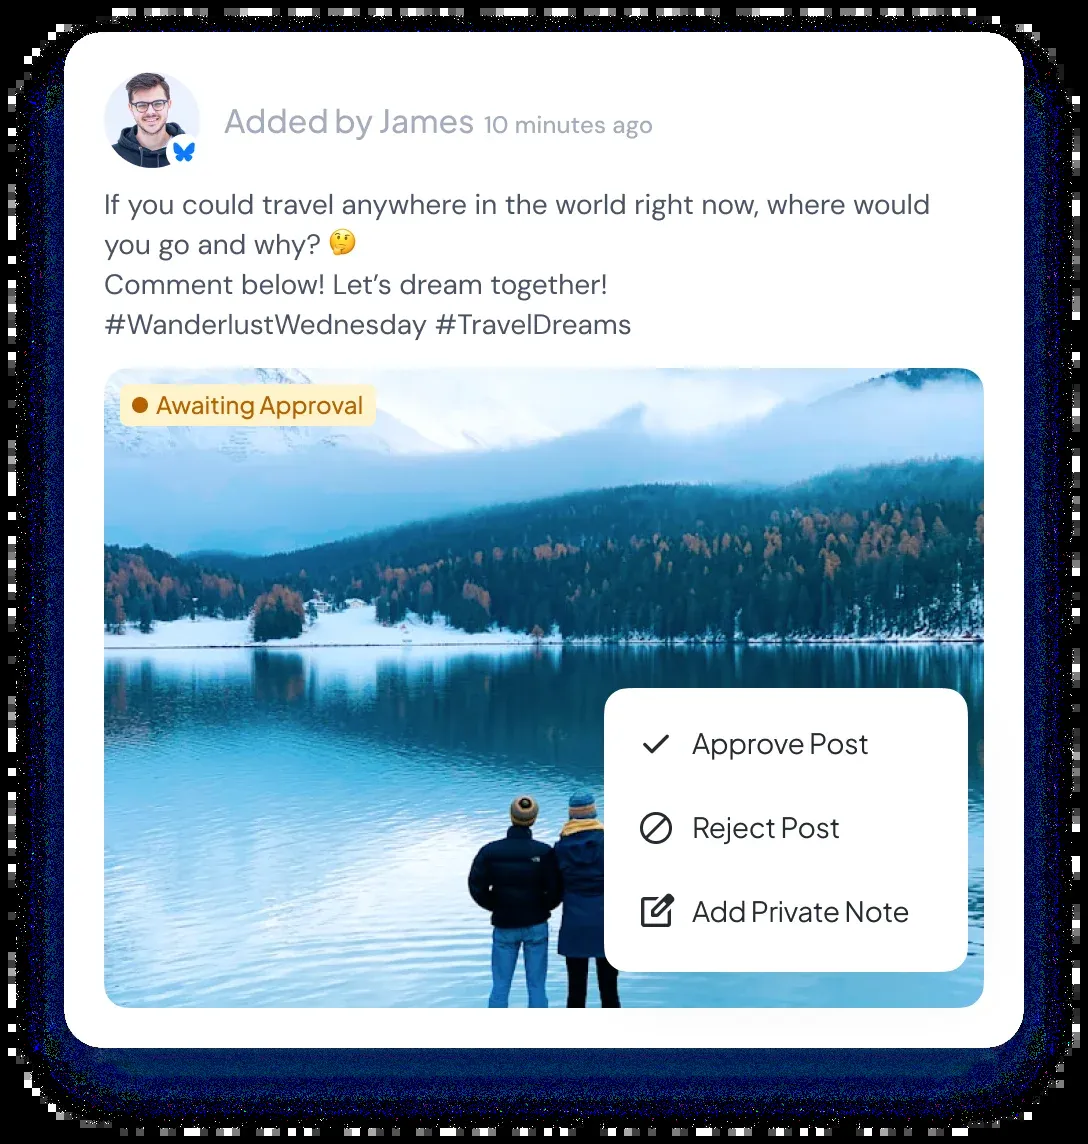 Added by James 10 minutes ago
If you could travel anywhere in the world right now, where would
you go and why? 🤔
Comment below! Let’s dream together!
#WanderlustWednesday #TravelDreams
Awaiting Approval
Approve Post
Reject Post
Add Private Note